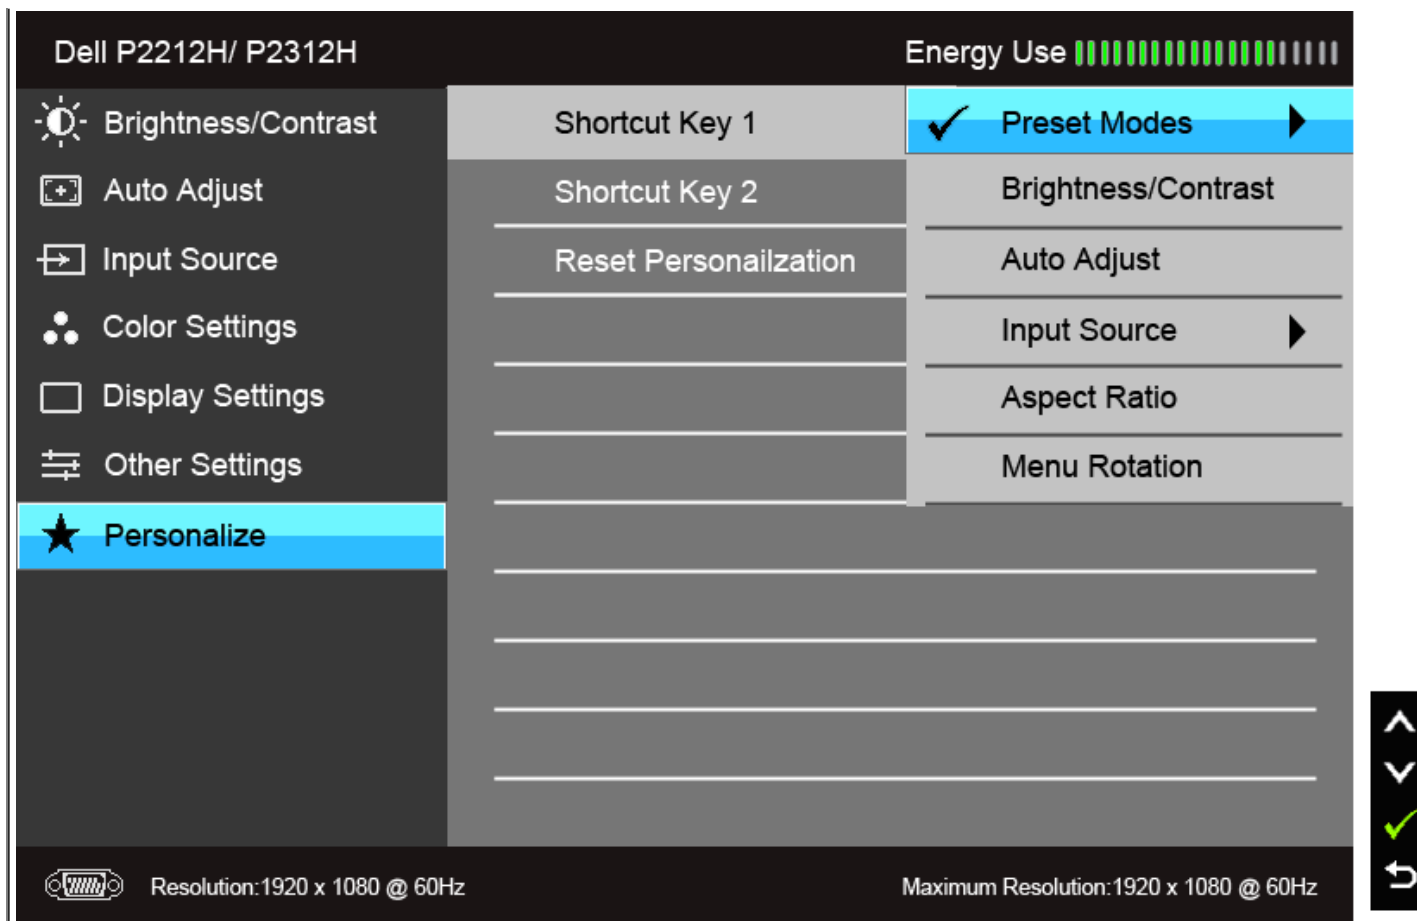 Dell P2212H/ P2312H
Energy Use
Brightness/Contrast
Auto Adjust
Input Source
Color Settings
Display Settings
Other Settings
Personalize
Shortcut Key 1
Shortcut Key 2
Reset Personailzation
Preset Modes
Brightness/Contrast
Auto Adjust
Input Source
Aspect Ratio
Menu Rotation
Resolution:1920 x 1080 @ 60Hz
Maximum Resolution:1920 x 1080 @ 60Hz